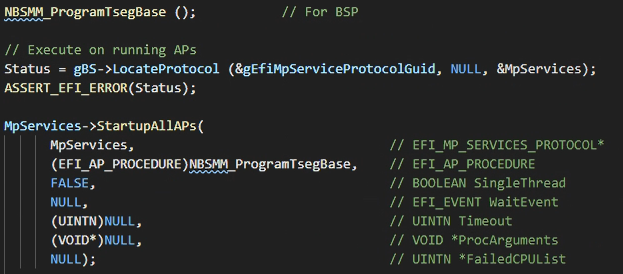 NBSMM_ProgramTsegBase (); // For BSP
// Execute on running APs
Status = gBS->LocateProtocol (&gEfiMpServiceProtocolGuid, NULL, &MpServices);
ASSERT_EFI_ERROR(Status);
MpServices->StartupAllAPs(
MpServices, // EFI_MP_SERVICES_PROTOCOL*
(EFI_AP_PROCEDURE)NBSMM_ProgramTsegBase, // EFI_AP_PROCEDURE
FALSE, // BOOLEAN SingleThread
NULL, // EFI_EVENT WaitEvent
(UINTN)NULL, // UINTN Timeout
(VOID*)NULL, // VOID *ProcArguments
NULL); // UINTN *FailedCPUList